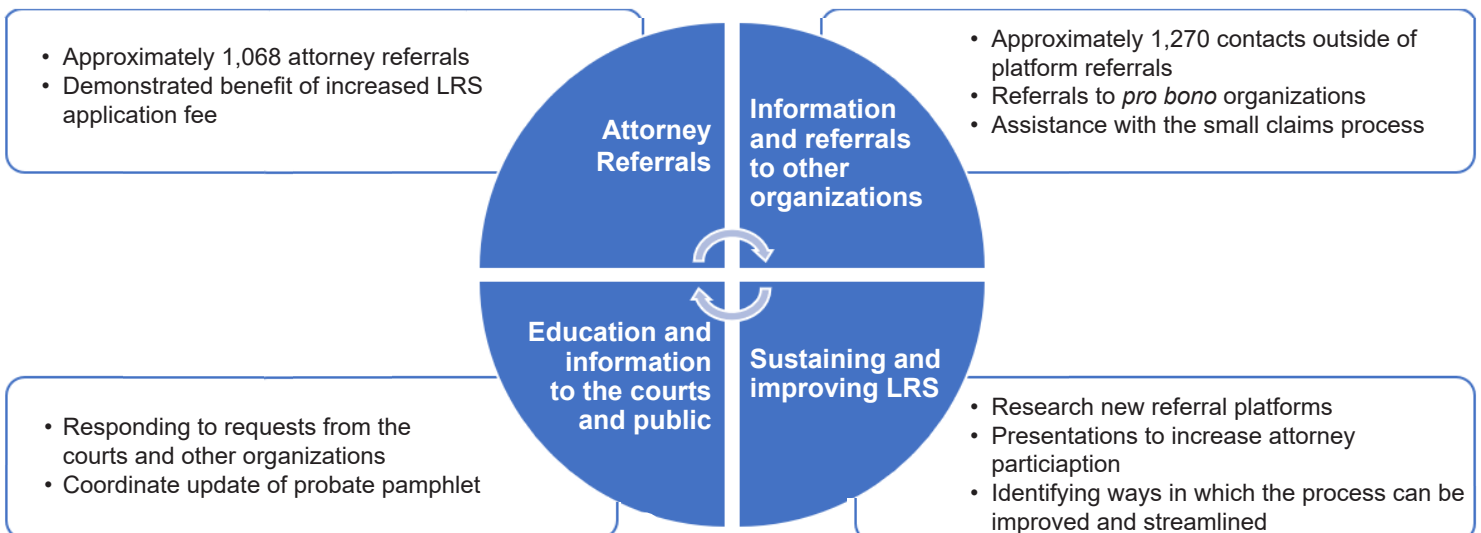 • Approximately 1,068 attorney referrals
• Demonstrated benefit of increased LRS
application fee
Attorney
Referrals
Information
and referrals
to other
organizations
• Approximately 1,270 contacts outside of
platform referrals
• Referrals to pro bono organizations
• Assistance with the small claims process
Education and
information
to the courts
and public
• Responding to requests from the
courts and other organizations
• Coordinate update of probate pamphlet
Sustaining and
improving LRS
• Research new referral platforms
• Presentations to increase attorney
particiaption
• Identifying ways in which the process can be
improved and streamlined